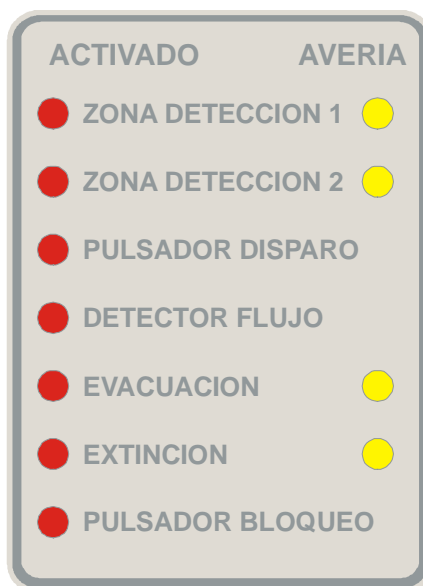 ACTIVADO AVERIA
ZONA DETECCION 1
ZONA DETECCION 2
PULSADOR DISPARO
DETECTOR FLUJO
EVACUACION
EXTINCION
PULSADOR BLOQUEO